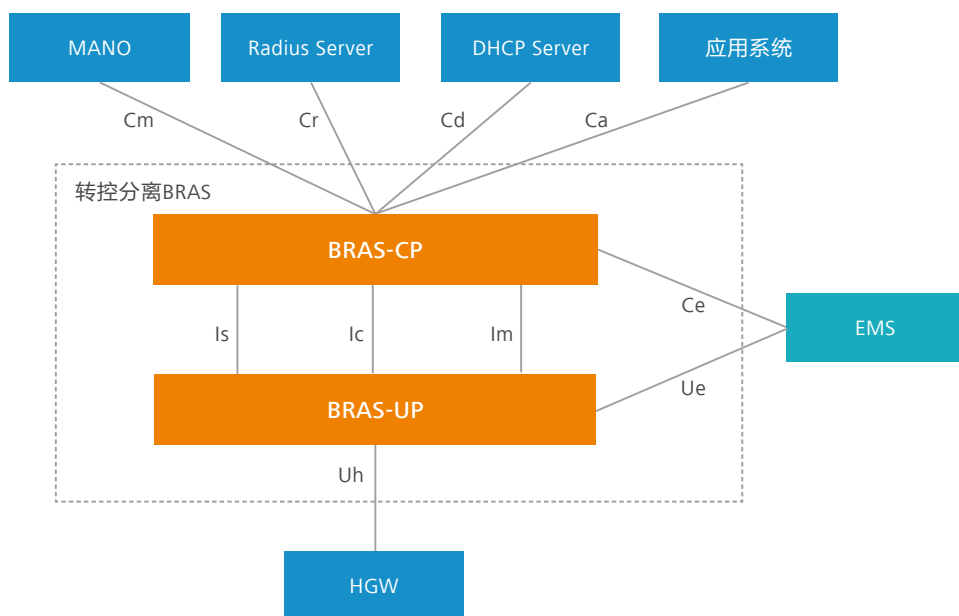 MANO
Radius Server
DHCP Server
应用系统
Cm
Cr
Cd
Ca
转控分离BRAS
BRAS-CP
Is
Ic
Im
Ce
EMS
BRAS-UP
Ue
Uh
HGW